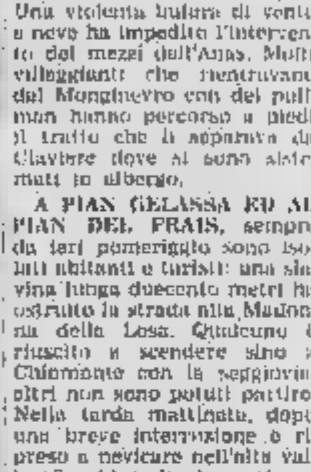 Una violenta bufera di vento
e neve ha impedito l'interven
to dei mezzi dell'Anas. Molti
villeggianti che rientravano
dal Monginevro con dei pull
man hanno percorso a piedi
il tratto che li separava da
Claviere dove si sono siste
mati in albergo.
A PIAN GELASSA ED AL
PIAN DEL FRAIS, sempre
da ieri pomeriggio sono iso
lati abitanti e turisti: una sla
vina lunga duecento metri ha
ostruito la strada alla Madon
na della Losa. Qualcuno è
riuscito a scendere sino a
Chiomonte con la seggiovia
altri non sono potuti partire
Nella tarda mattinata, dopo
una breve interruzione è ri
preso a nevicare nell'alta val